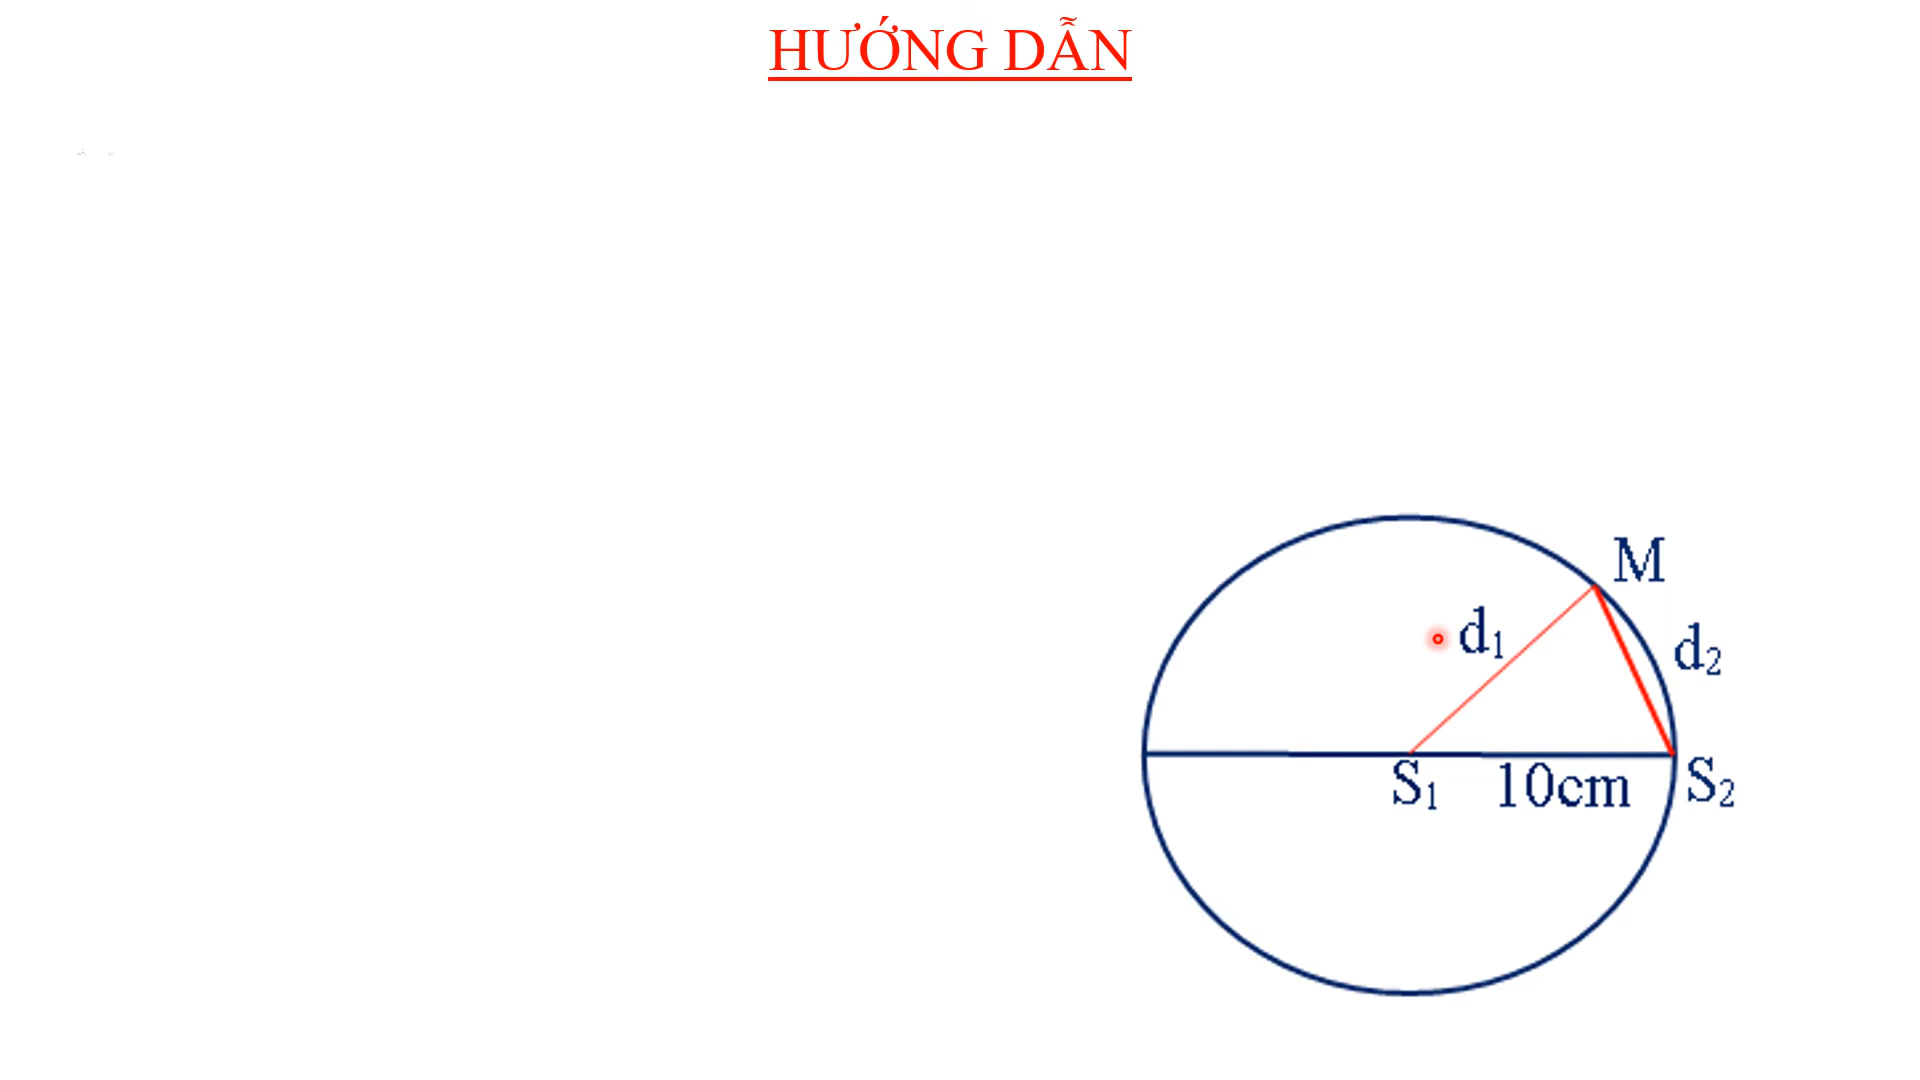 HƯỚNG DẪN
M
d₁
d₂
S₁
10cm
S₂